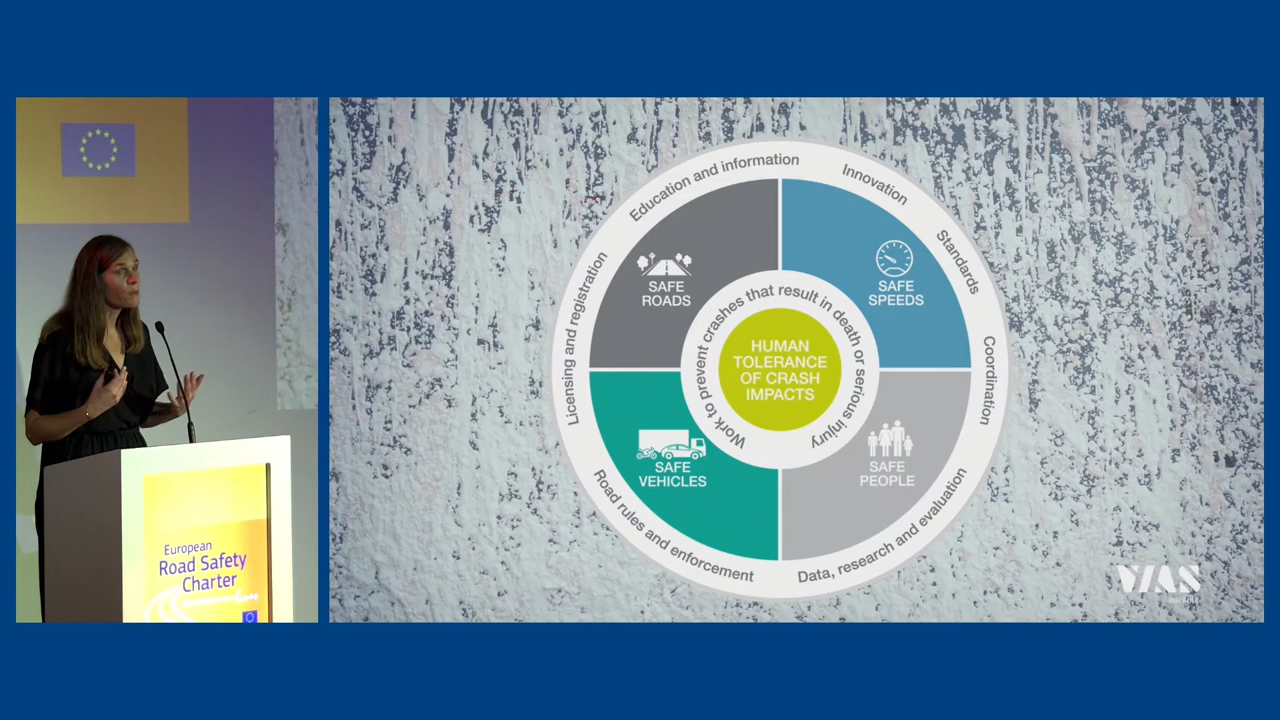 European
Road Safety
Charter
Education and information
Innovation
Standards
Coordination
Data, research and evaluation
Road rules and enforcement
Licensing and registration
SAFE
ROADS
SAFE
SPEEDS
Work to prevent crashes that result in death or serious injury
HUMAN
TOLERANCE
OF CRASH
IMPACTS
SAFE
VEHICLES
SAFE
PEOPLE
VIAS